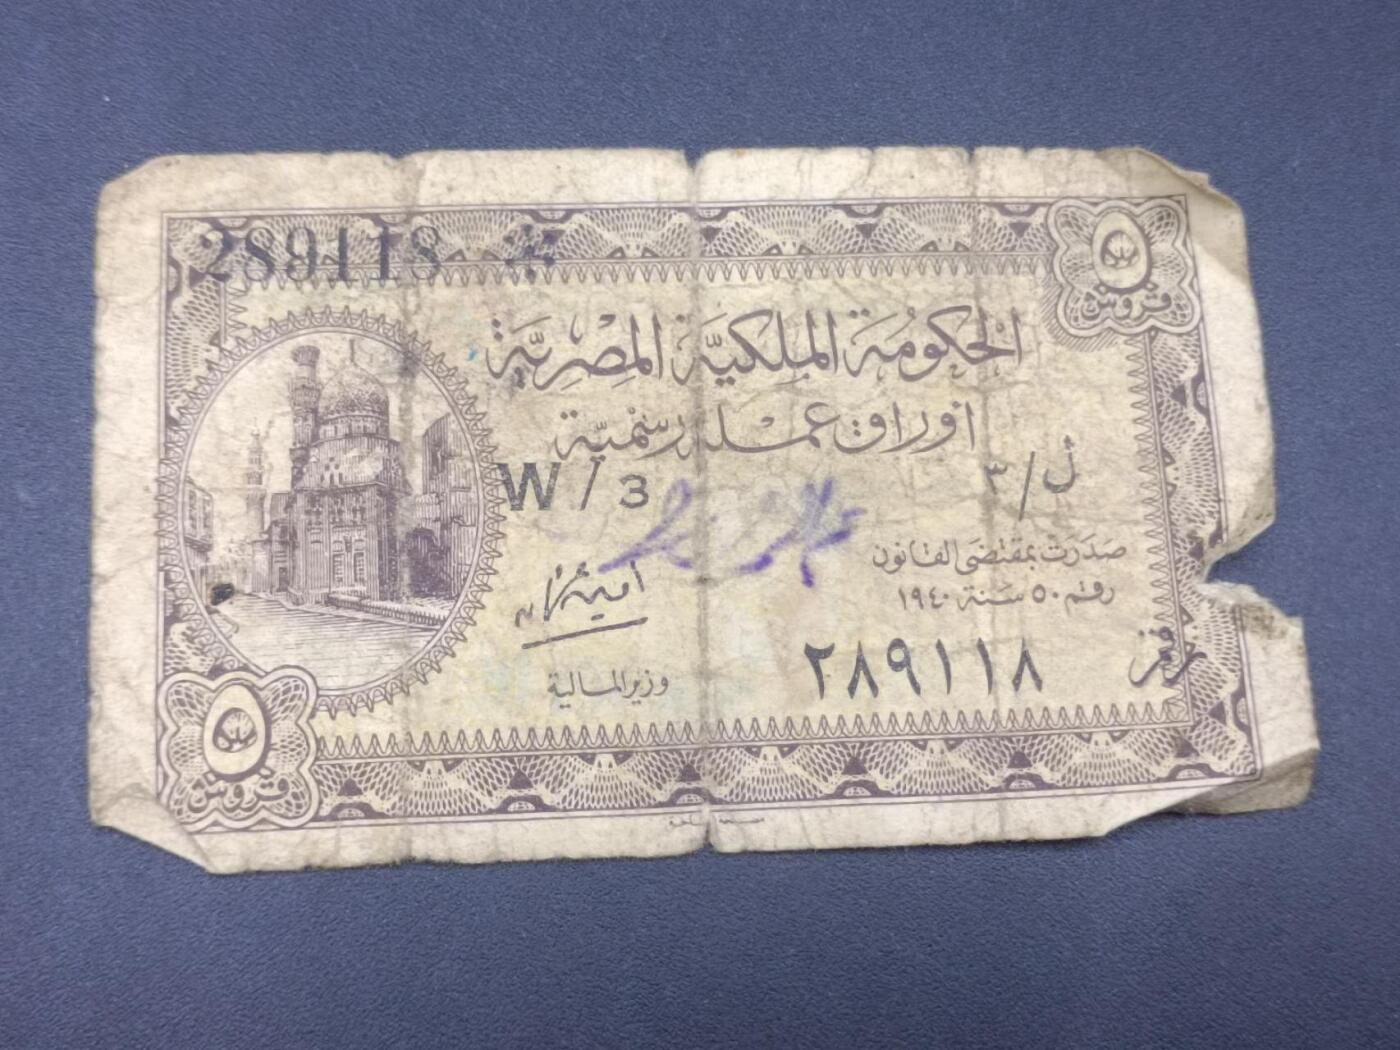 289118 *
٥
قروش
الحكومة الملكية المصرية
أوراق عملة رسمية
W/3
ل/٣
صدرت بمقتضى القانون
رقم ٥٠ سنة ١٩٤٠
رقم ٢٨٩١١٨
وزير المالية
٥
قروش